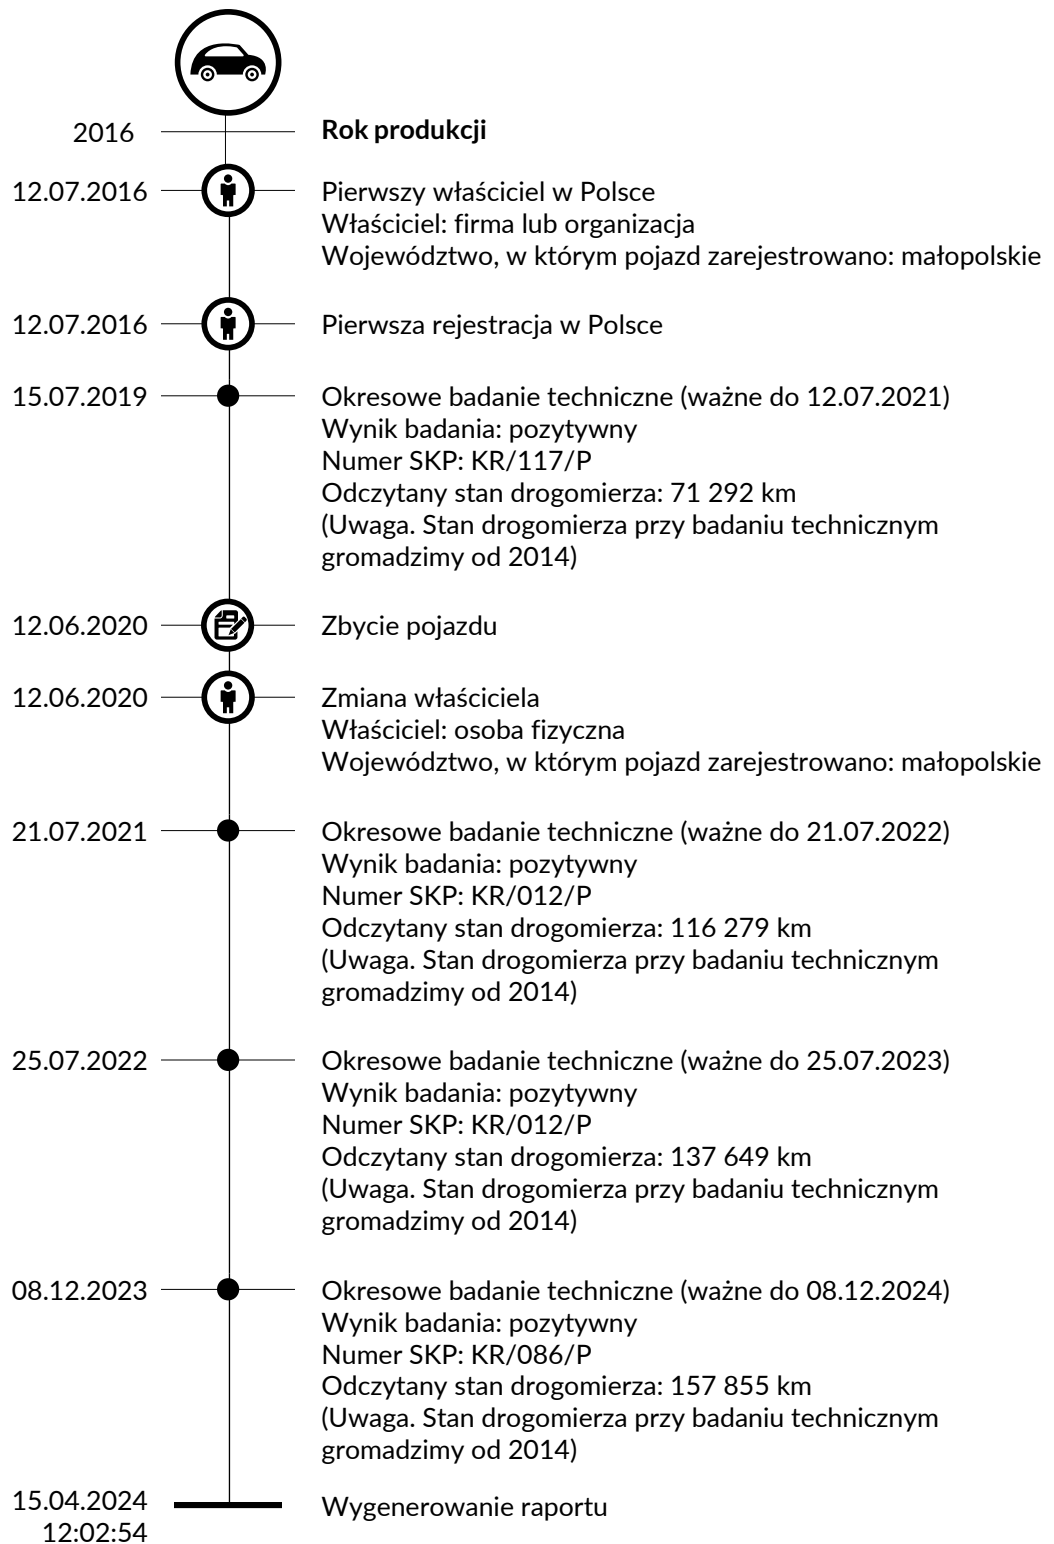 2016 Rok produkcji
12.07.2016 Pierwszy właściciel w Polsce
Właściciel: firma lub organizacja
Województwo, w którym pojazd zarejestrowano: małopolskie
12.07.2016 Pierwsza rejestracja w Polsce
15.07.2019 Okresowe badanie techniczne (ważne do 12.07.2021)
Wynik badania: pozytywny
Numer SKP: KR/117/P
Odczytany stan drogomierza: 71 292 km
(Uwaga. Stan drogomierza przy badaniu technicznym
gromadzimy od 2014)
12.06.2020 Zbycie pojazdu
12.06.2020 Zmiana właściciela
Właściciel: osoba fizyczna
Województwo, w którym pojazd zarejestrowano: małopolskie
21.07.2021 Okresowe badanie techniczne (ważne do 21.07.2022)
Wynik badania: pozytywny
Numer SKP: KR/012/P
Odczytany stan drogomierza: 116 279 km
(Uwaga. Stan drogomierza przy badaniu technicznym
gromadzimy od 2014)
25.07.2022 Okresowe badanie techniczne (ważne do 25.07.2023)
Wynik badania: pozytywny
Numer SKP: KR/012/P
Odczytany stan drogomierza: 137 649 km
(Uwaga. Stan drogomierza przy badaniu technicznym
gromadzimy od 2014)
08.12.2023 Okresowe badanie techniczne (ważne do 08.12.2024)
Wynik badania: pozytywny
Numer SKP: KR/086/P
Odczytany stan drogomierza: 157 855 km
(Uwaga. Stan drogomierza przy badaniu technicznym
gromadzimy od 2014)
15.04.2024 Wygenerowanie raportu
12:02:54